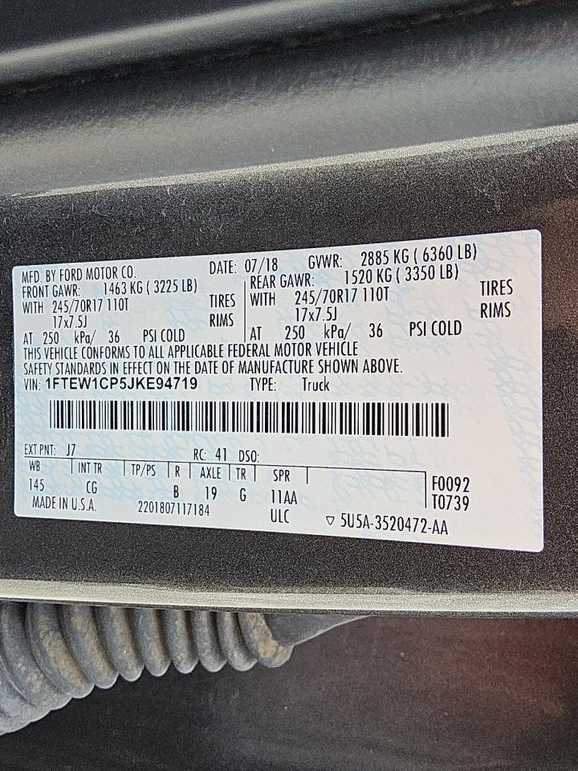 MFD. BY FORD MOTOR CO. DATE: 07/18 GVWR: 2885 KG (6360 LB)
FRONT GAWR: 1463 KG (3225 LB) REAR GAWR: 1520 KG (3350 LB)
WITH 245/70R17 110T TIRES WITH 245/70R17 110T TIRES
17x7.5J RIMS 17x7.5J RIMS
AT 250 kPa/ 36 PSI COLD AT 250 kPa/ 36 PSI COLD
THIS VEHICLE CONFORMS TO ALL APPLICABLE FEDERAL MOTOR VEHICLE
SAFETY STANDARDS IN EFFECT ON THE DATE OF MANUFACTURE SHOWN ABOVE.
VIN: 1FTEW1CP5JKE94719 TYPE: Truck
EXT PNT: J7 RC: 41 DSO:
WB INT TR TP/PS R AXLE TR SPR F0092
145 CG B 19 G 11AA T0739
MADE IN U.S.A. 2201807117184 ULC ▽ 5U5A-3520472-AA